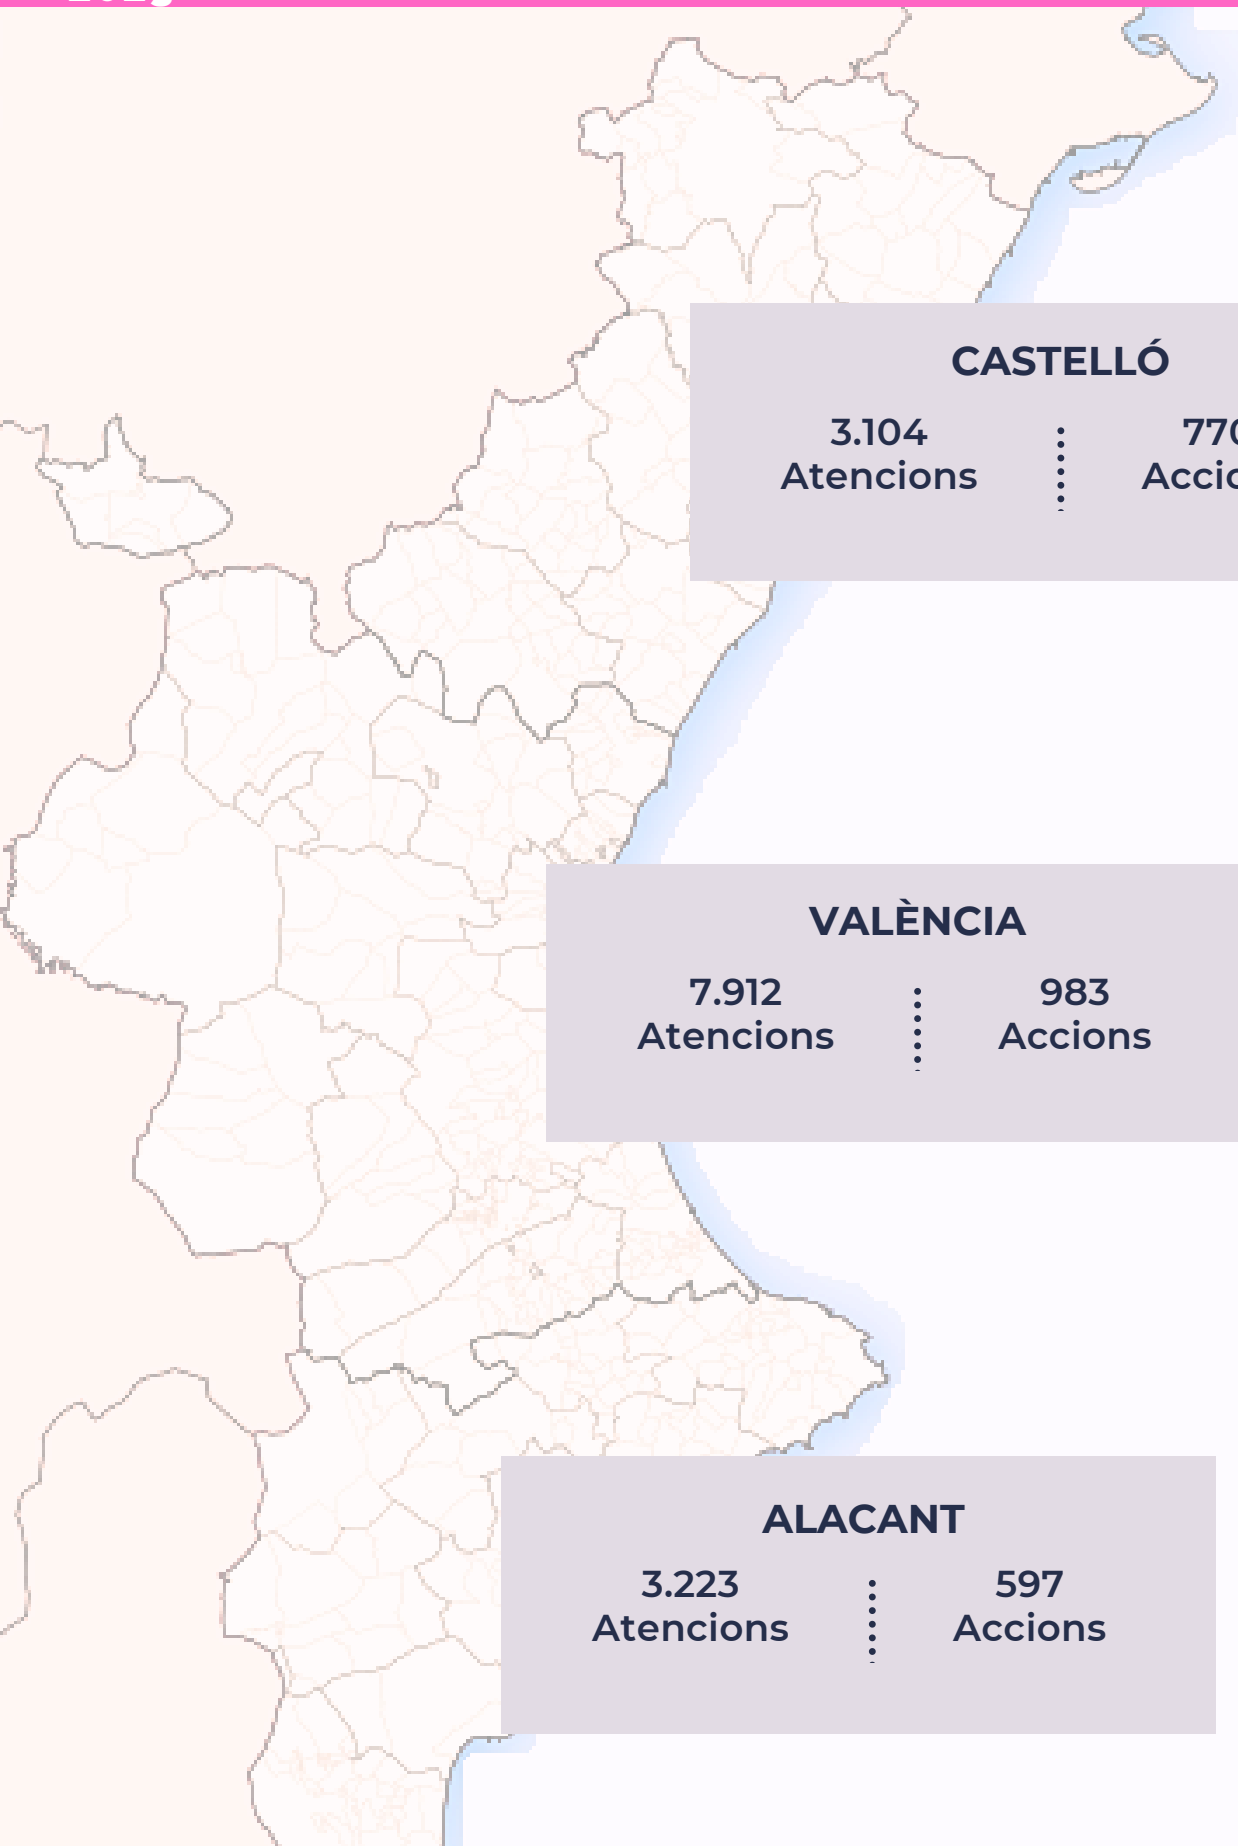 CASTELLÓ
3.104
Atencions
VALÈNCIA
7.912
Atencions
983
Accions
ALACANT
3.223
Atencions
597
Accions